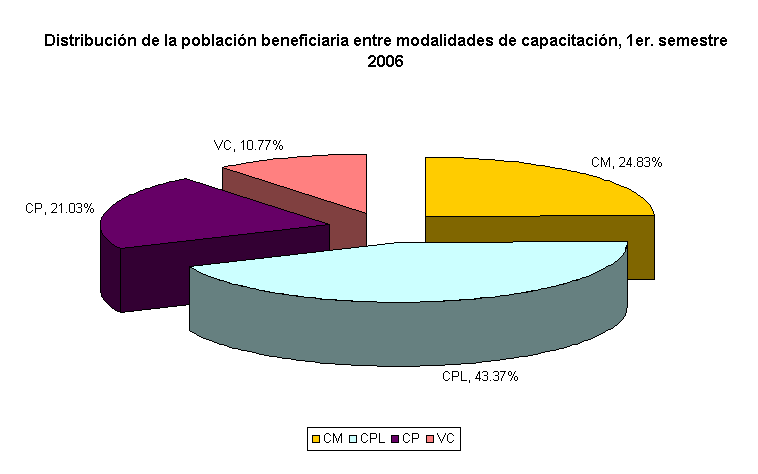 Distribución de la población beneficiaria entre modalidades de capacitación, 1er. semestre
2006
VC, 10.77%
CM, 24.83%
CP, 21.03%
CPL, 43.37%
CM CPL CP VC